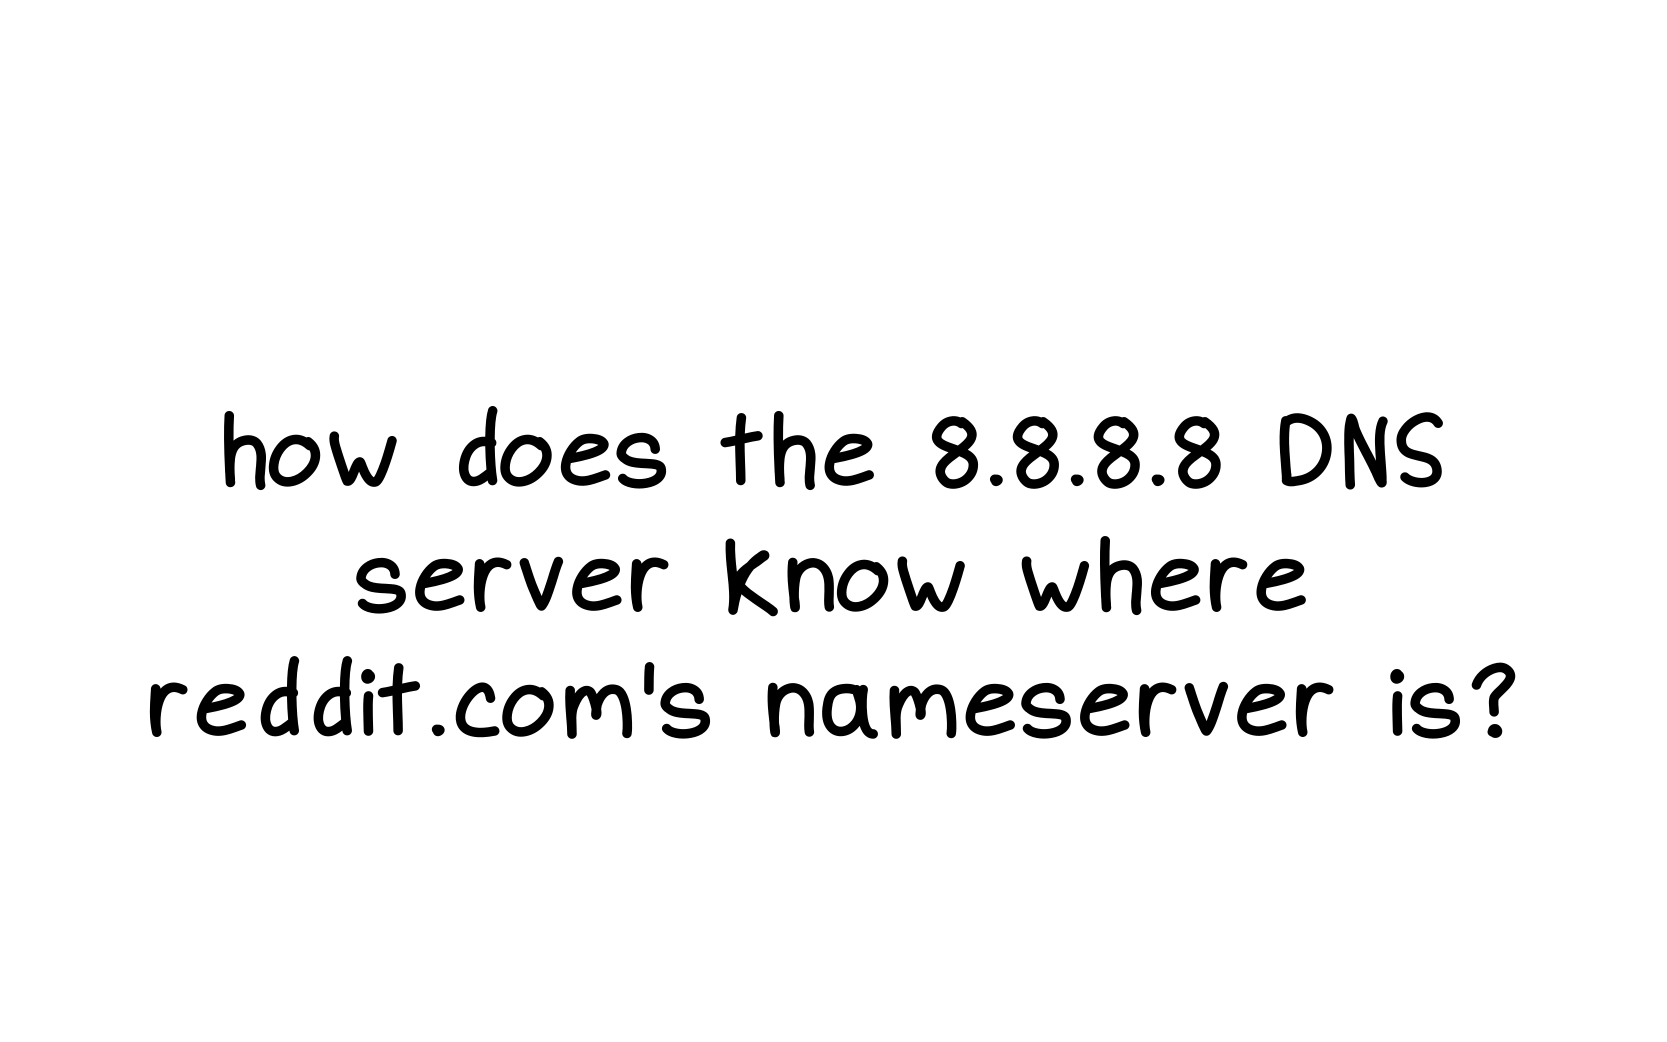 how does the 8.8.8.8 DNS
server know where
reddit.com's nameserver is?